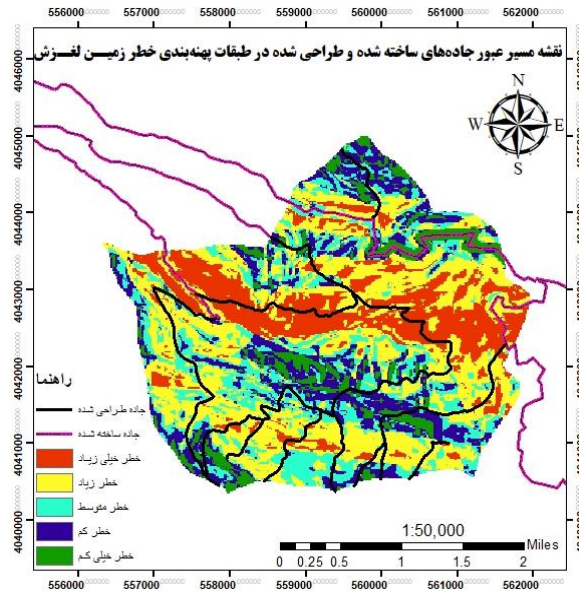 556000 557000 558000 559000 560000 561000 562000
نقشه مسیر عبور جاده‌های ساخته شده و طراحی شده در طبقات پهنه‌بندی خطر زمین لغزش
N
W E
S
4046000
4045000
4044000
4043000
4042000
4041000
4040000
راهنما
جاده طراحی شده
جاده ساخته شده
خطر خیلی زیاد
خطر زیاد
خطر متوسط
خطر کم
خطر خیلی کم
1:50,000
Miles
0 0.25 0.5 1 1.5 2
556000 557000 558000 559000 560000 561000 562000